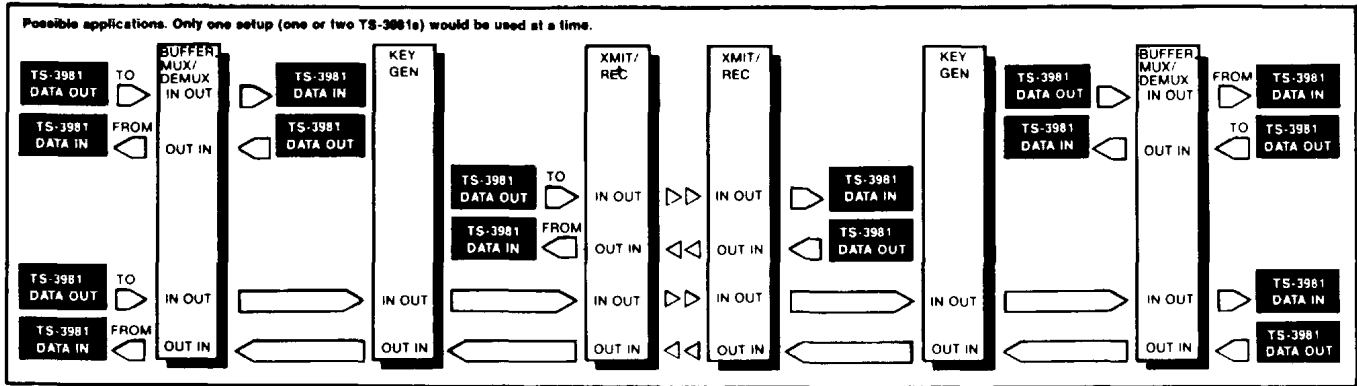 Possible applications. Only one setup (one or two TS-3981s) would be used at a time.
BUFFER
MUX/
DEMUX
IN OUT
OUT IN
IN OUT
OUT IN
KEY
GEN
IN OUT
OUT IN
XMIT/
REC
IN OUT
OUT IN
IN OUT
OUT IN
XMIT/
REC
IN OUT
OUT IN
IN OUT
OUT IN
KEY
GEN
IN OUT
OUT IN
BUFFER
MUX/
DEMUX
IN OUT
OUT IN
IN OUT
OUT IN
TS-3981
DATA OUT
TO
TS-3981
DATA IN
FROM
TS-3981
DATA IN
TS-3981
DATA OUT
TS-3981
DATA OUT
TO
TS-3981
DATA IN
FROM
TS-3981
DATA IN
TS-3981
DATA OUT
TS-3981
DATA OUT
TS-3981
DATA IN
FROM
TS-3981
DATA IN
TO
TS-3981
DATA OUT
TS-3981
DATA OUT
TO
TS-3981
DATA IN
FROM
TS-3981
DATA IN
TS-3981
DATA OUT